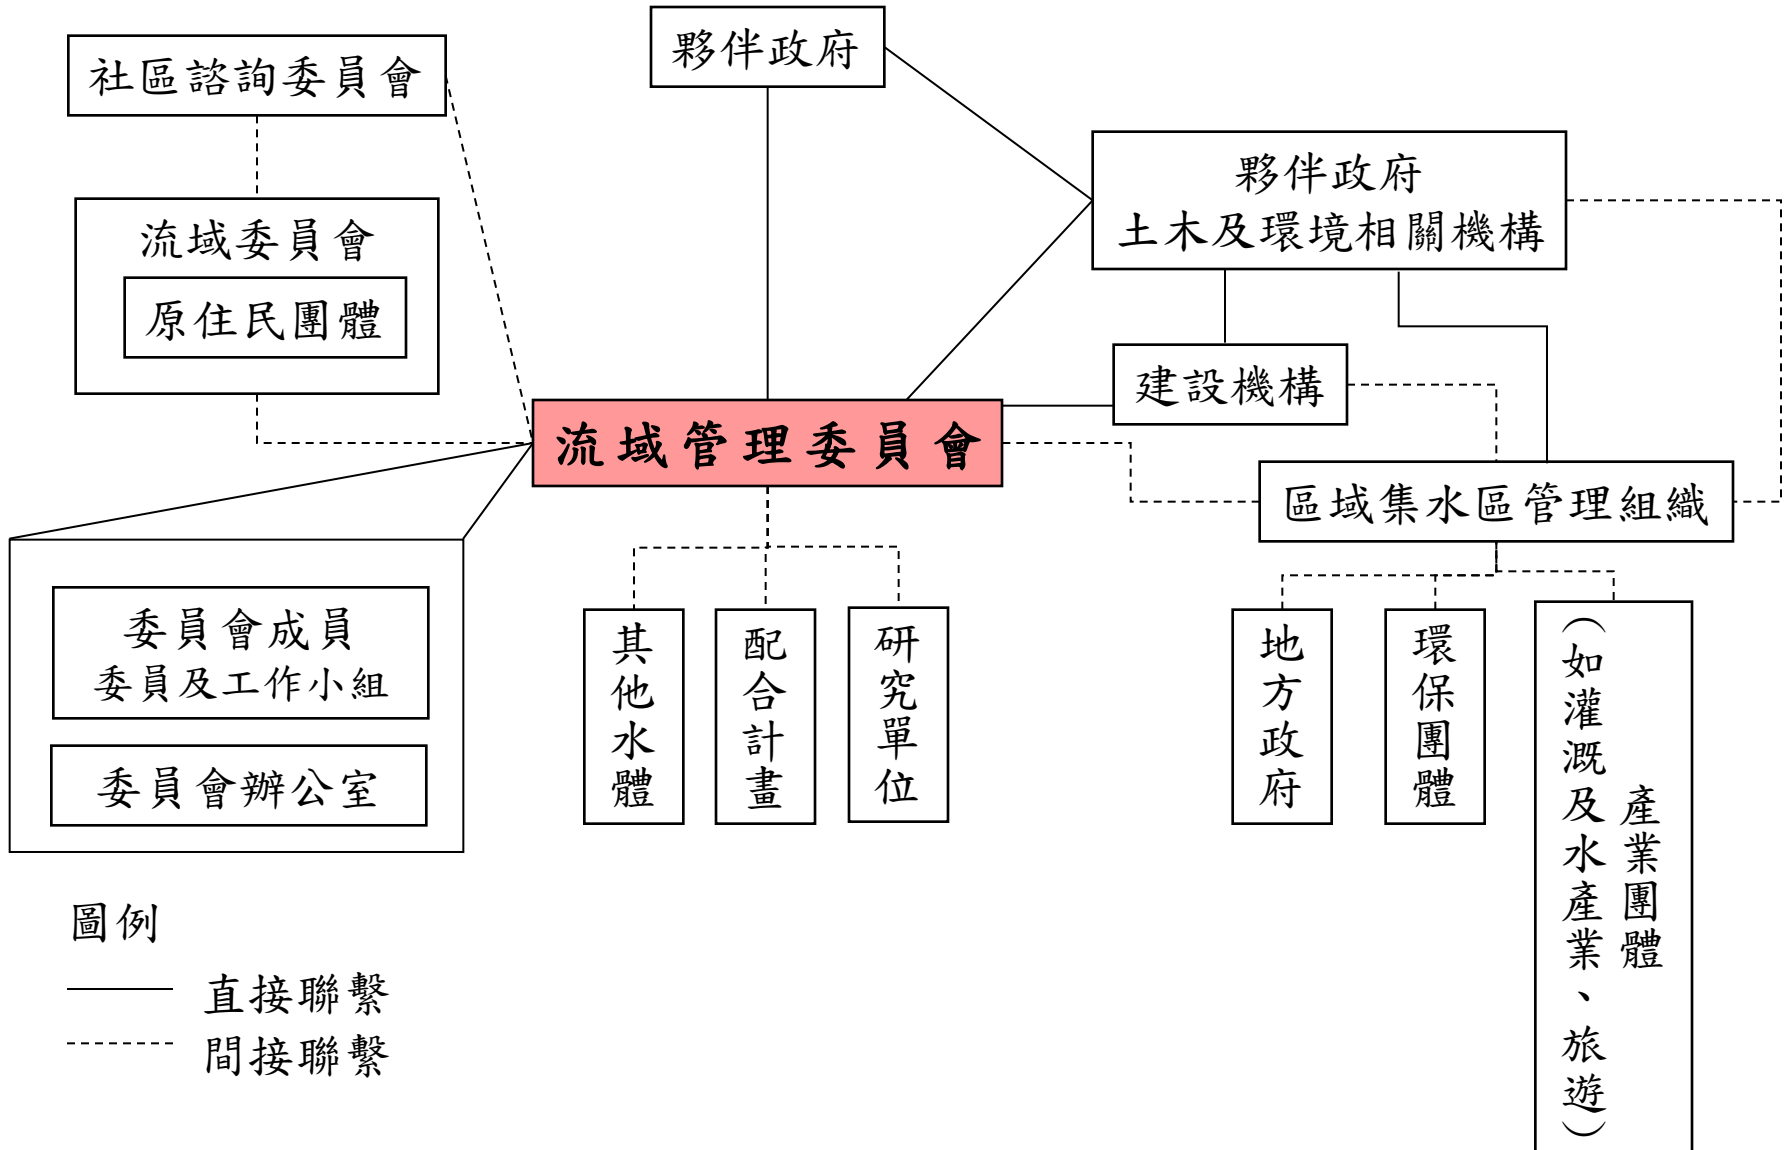 夥伴政府
社區諮詢委員會
夥伴政府
土木及環境相關機構
流域委員會
原住民團體
建設機構
流域管理委員會
區域集水區管理組織
委員會成員
委員及工作小組
委員會辦公室
其他水體
配合計畫
研究單位
地方政府
環保團體
產業團體
(如灌溉及水產業、旅遊)
圖例
直接聯繫
間接聯繫